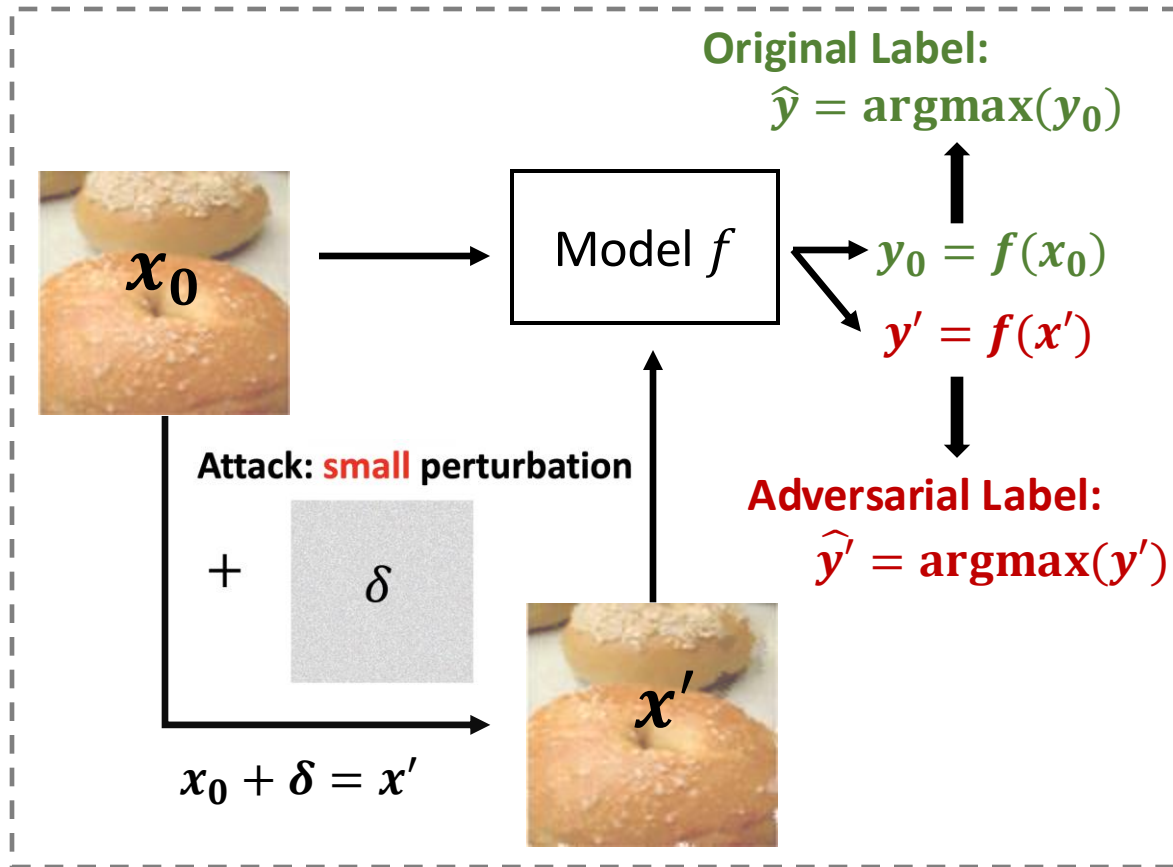 Original Label:
ŷ = argmax(y₀)
x₀
Model f
y₀ = f(x₀)
y′ = f(x′)
Attack: small perturbation
+
δ
Adversarial Label:
ŷ′ = argmax(y′)
x′
x₀ + δ = x′